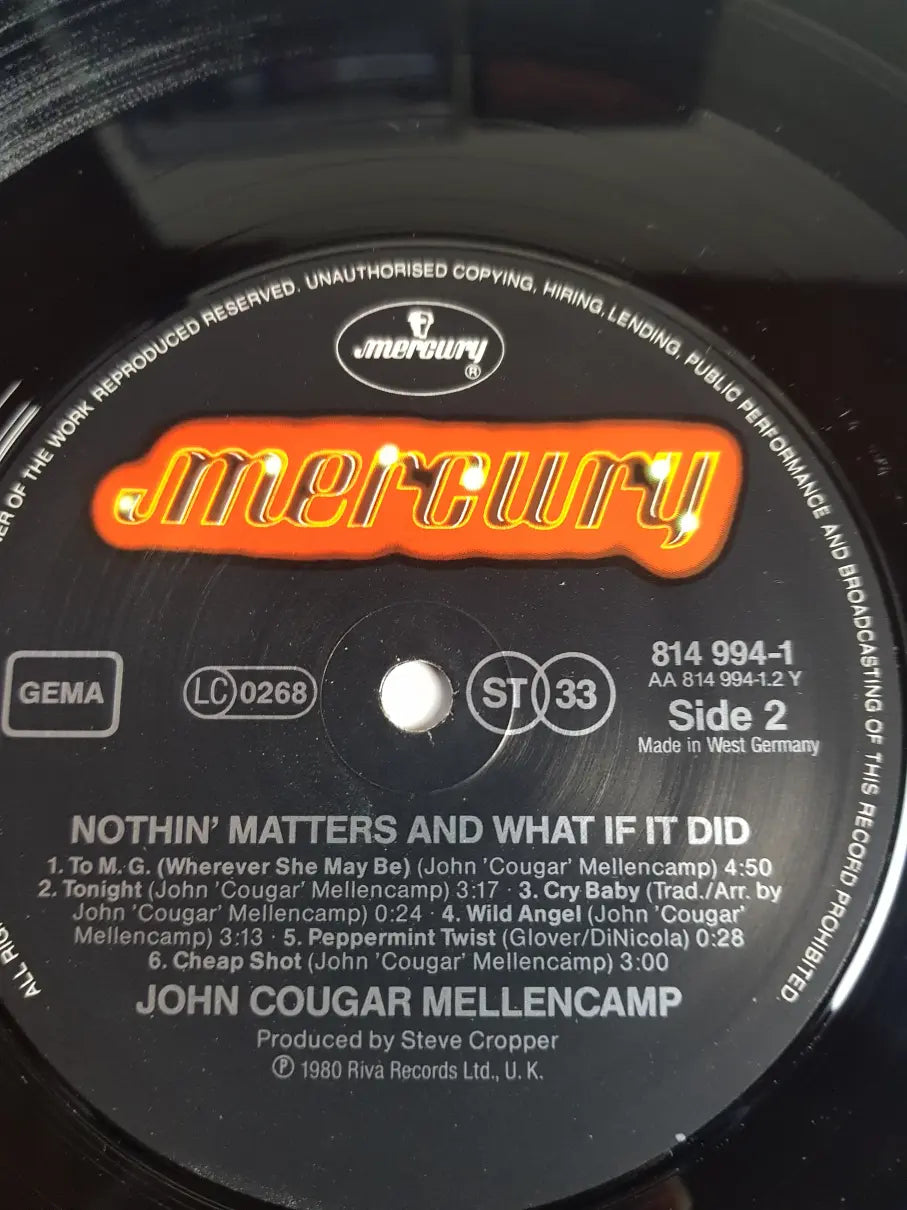 ER OF THE WORK REPRODUCED RESERVED. UNAUTHORISED COPYING, HIRING, LENDING, PUBLIC PERFORMANCE AND BROADCASTING OF THIS RECORD PROHIBITED
mercury
®
mercury
GEMA
LC 0268
ST 33
814 994-1
AA 814 994-1.2 Y
Side 2
Made in West Germany
NOTHIN' MATTERS AND WHAT IF IT DID
1. To M. G. (Wherever She May Be) (John 'Cougar' Mellencamp) 4:50
2. Tonight (John 'Cougar' Mellencamp) 3:17 · 3. Cry Baby (Trad./Arr. by
John 'Cougar' Mellencamp) 0:24 · 4. Wild Angel (John 'Cougar'
Mellencamp) 3:13 · 5. Peppermint Twist (Glover/DiNicola) 0:28
6. Cheap Shot (John 'Cougar' Mellencamp) 3:00
JOHN COUGAR MELLENCAMP
Produced by Steve Cropper
℗ 1980 Riva Records Ltd., U. K.
ALL